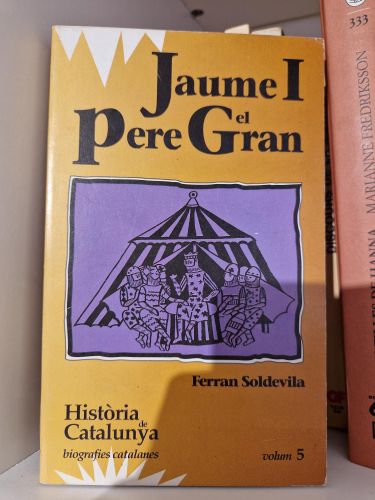 Jaume I
Pere el Gran
Ferran Soldevila
Història
de
Catalunya
biografies catalanes
volum 5
333
MARIANNE FREDRIKSSON